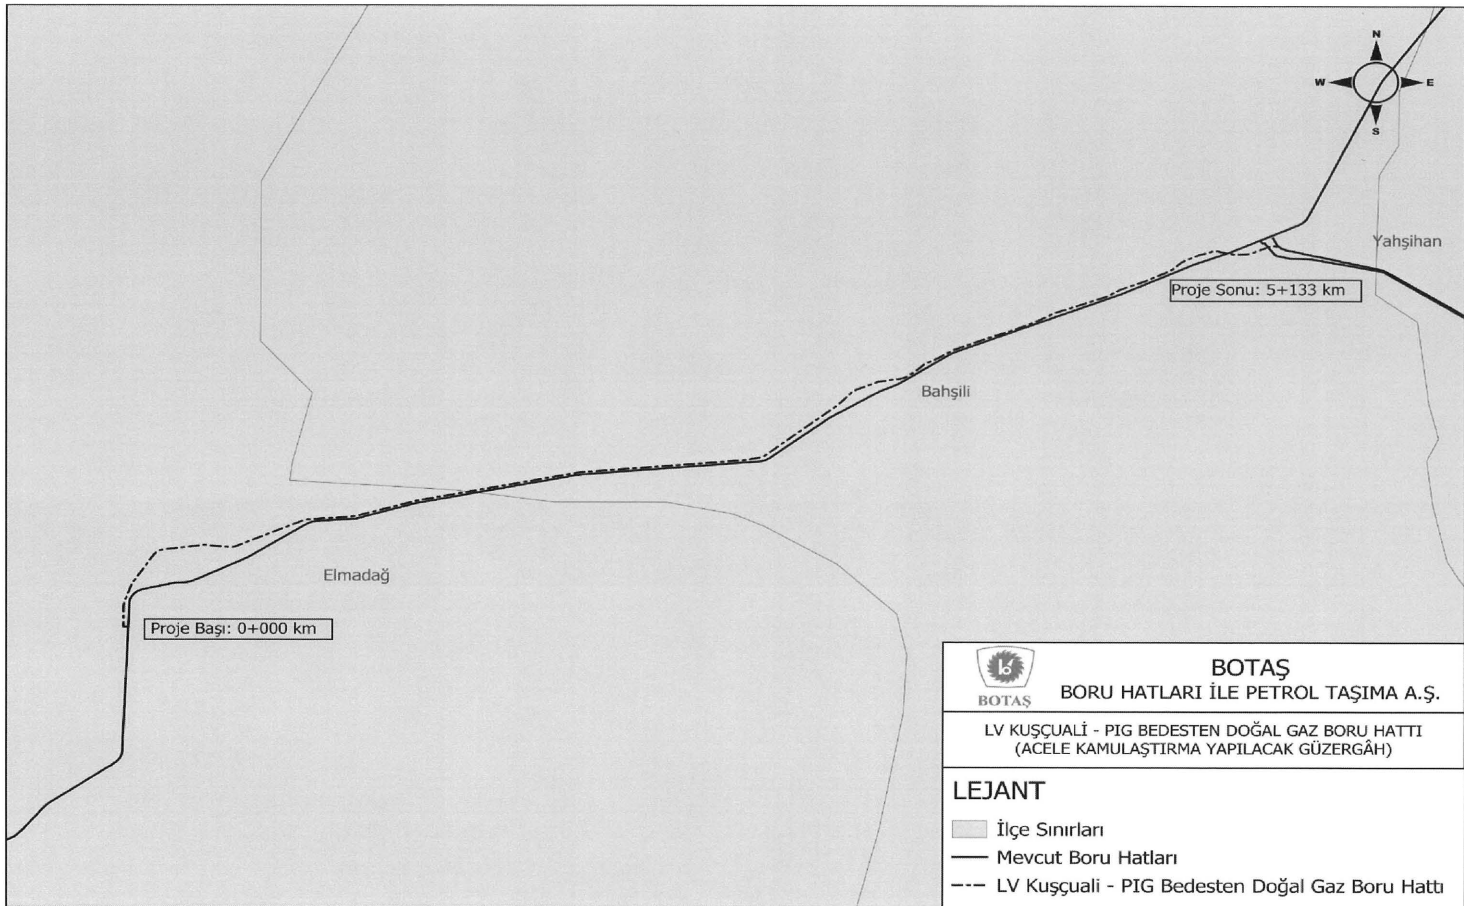 N
W
E
S
Yahşihan
Proje Sonu: 5+133 km
Bahşili
Elmadağ
Proje Başı: 0+000 km
BOTAŞ
BOTAŞ
BORU HATLARI İLE PETROL TAŞIMA A.Ş.
LV KUŞÇUALİ - PIG BEDESTEN DOĞAL GAZ BORU HATTI
(ACELE KAMULAŞTIRMA YAPILACAK GÜZERGÂH)
LEJANT
İlçe Sınırları
Mevcut Boru Hatları
LV Kuşçuali - PIG Bedesten Doğal Gaz Boru Hattı